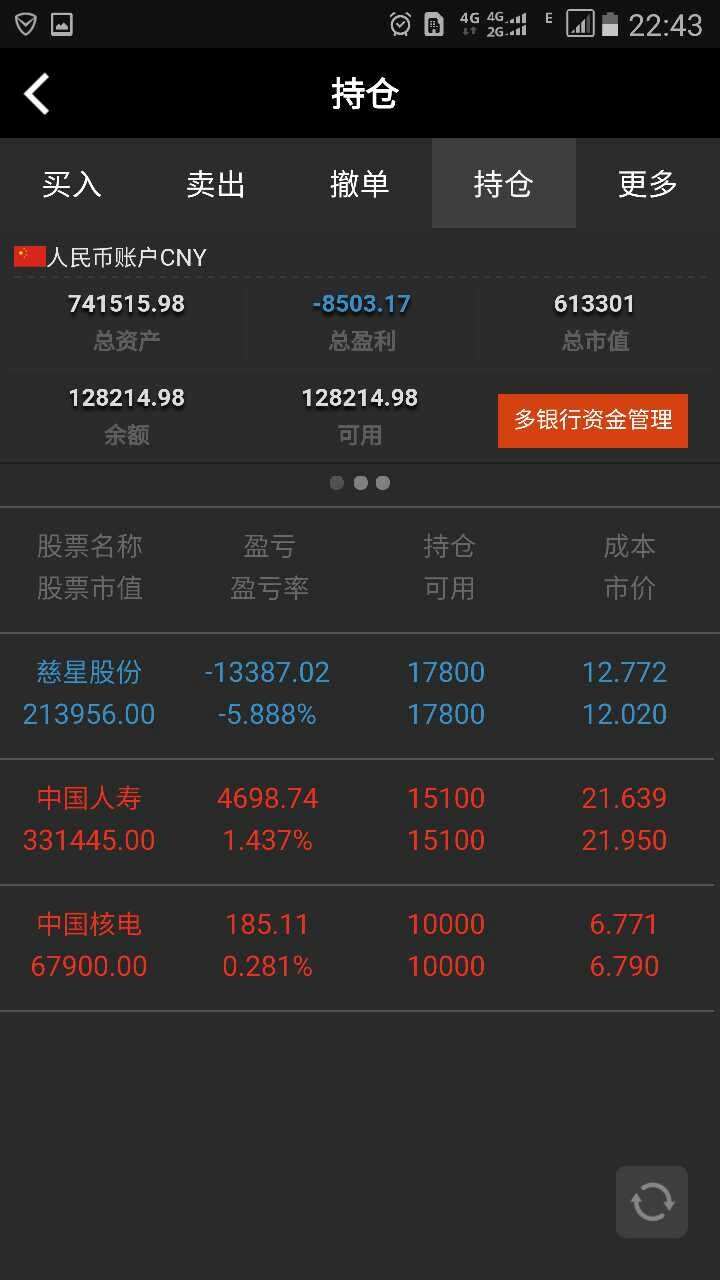 4G 4G 2G E 22:43
持仓
买入 卖出 撤单 持仓 更多
人民币账户CNY
741515.98 -8503.17 613301
总资产 总盈利 总市值
128214.98 128214.98
余额 可用 多银行资金管理
股票名称 盈亏 持仓 成本
股票市值 盈亏率 可用 市价
慈星股份 -13387.02 17800 12.772
213956.00 -5.888% 17800 12.020
中国人寿 4698.74 15100 21.639
331445.00 1.437% 15100 21.950
中国核电 185.11 10000 6.771
67900.00 0.281% 10000 6.790